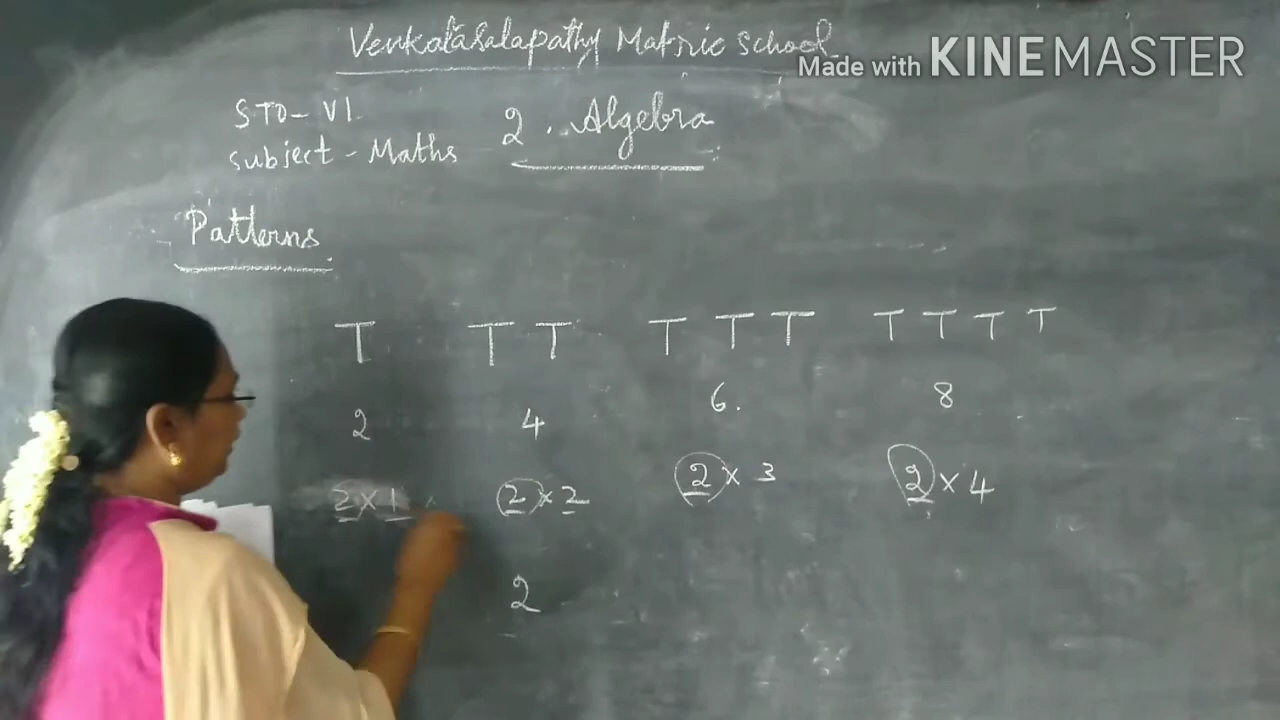 Venkatasalapathy Matric School
Made with KINEMASTER
STD - VI
2. Algebra
Subject - Maths
Patterns
T T T T T T T T T T
2 4 6. 8
2 × 1 2 × 2 2 × 3 2 × 4
2